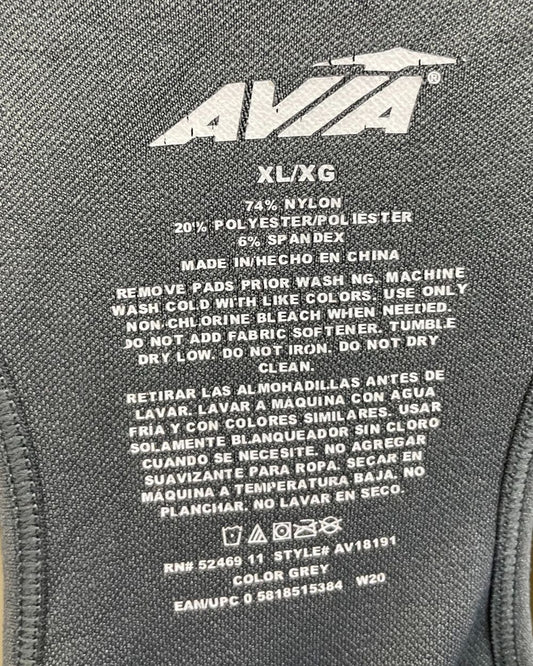 AVIA®
XL/XG
74% NYLON
20% POLYESTER/POLIESTER
6% SPANDEX
MADE IN/HECHO EN CHINA
REMOVE PADS PRIOR WASH NG. MACHINE
WASH COLD WITH LIKE COLORS. USE ONLY
NON-CHLORINE BLEACH WHEN NEEDED.
DO NOT ADD FABRIC SOFTENER. TUMBLE
DRY LOW. DO NOT IRON. DO NOT DRY
CLEAN.
RETIRAR LAS ALMOHADILLAS ANTES DE
LAVAR. LAVAR A MAQUINA CON AGUA
FRÍA Y CON COLORES SIMILARES. USAR
SOLAMENTE BLANQUEADOR SIN CLORO
CUANDO SE NECESITE. NO AGREGAR
SUAVIZANTE PARA ROPA. SECAR EN
MÁQUINA A TEMPERATURA BAJA. NO
PLANCHAR. NO LAVAR EN SECO.
RN# 52469 11 STYLE# AV18191
COLOR GREY
EAN/UPC 0 5818515384 W20